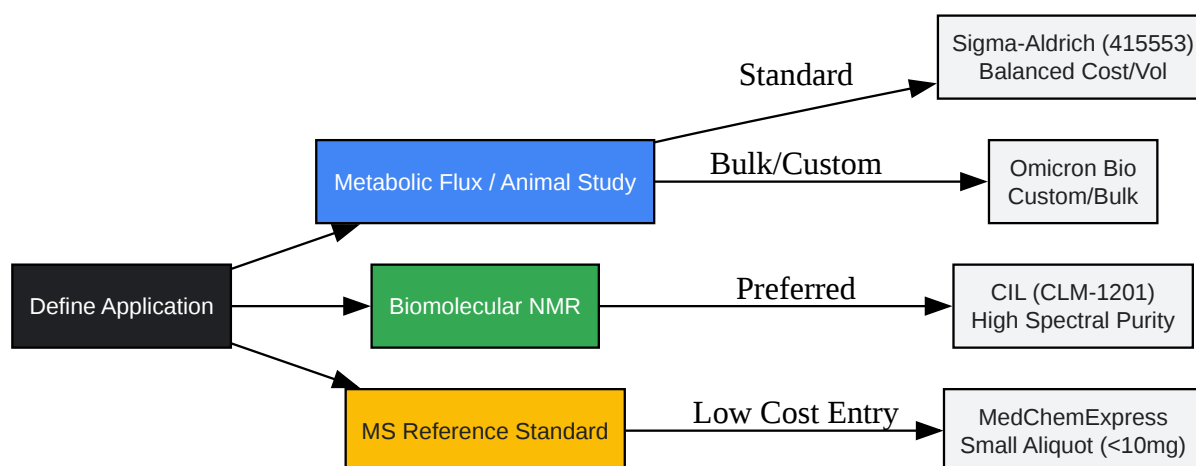 Sigma-Aldrich (415553)
Balanced Cost/Vol
Standard
Metabolic Flux / Animal Study
Bulk/Custom
Omicron Bio
Custom/Bulk
Define Application
Biomolecular NMR
Preferred
CIL (CLM-1201)
High Spectral Purity
MS Reference Standard
Low Cost Entry
MedChemExpress
Small Aliquot (<10mg)